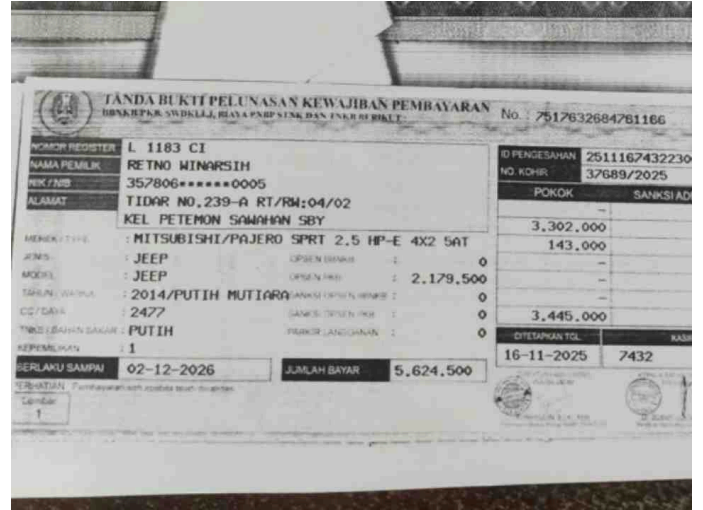 TANDA BUKTI PELUNASAN KEWAJIBAN PEMBAYARAN
BBNKB/PKB, SWDKLLJ, BIAYA PNBP STNK DAN TNKB BERIKUT :
No. : 7517632684761166
NOMOR REGISTER L 1183 CI
NAMA PEMILIK RETNO WINARSIH
NIK / NIB 357806******0005
ALAMAT TIDAR NO.239-A RT/RW:04/02
KEL PETEMON SAWAHAN SBY
ID PENGESAHAN 25111674322300
NO. KOHIR 37689/2025
POKOK SANKSI AD
-
3.302.000
143.000
-
-
-
3.445.000
MEREK / TYPE : MITSUBISHI/PAJERO SPRT 2.5 HP-E 4X2 5AT
JENIS : JEEP OPSEN BBNKB : 0
MODEL : JEEP OPSEN PKB : 2.179.500
: 2014/PUTIH MUTIARA SANKSI OPSEN BBNKB : 0
CC / DAYA : 2477 SANKSI OPSEN PKB : 0
: PUTIH PARKIR LANGGANAN : 0
KEPEMILIKAN : 1
BERLAKU SAMPAI 02-12-2026 JUMLAH BAYAR 5.624.500
DITETAPKAN TGL. KASI
16-11-2025 7432
PERHATIAN
Lembar
1